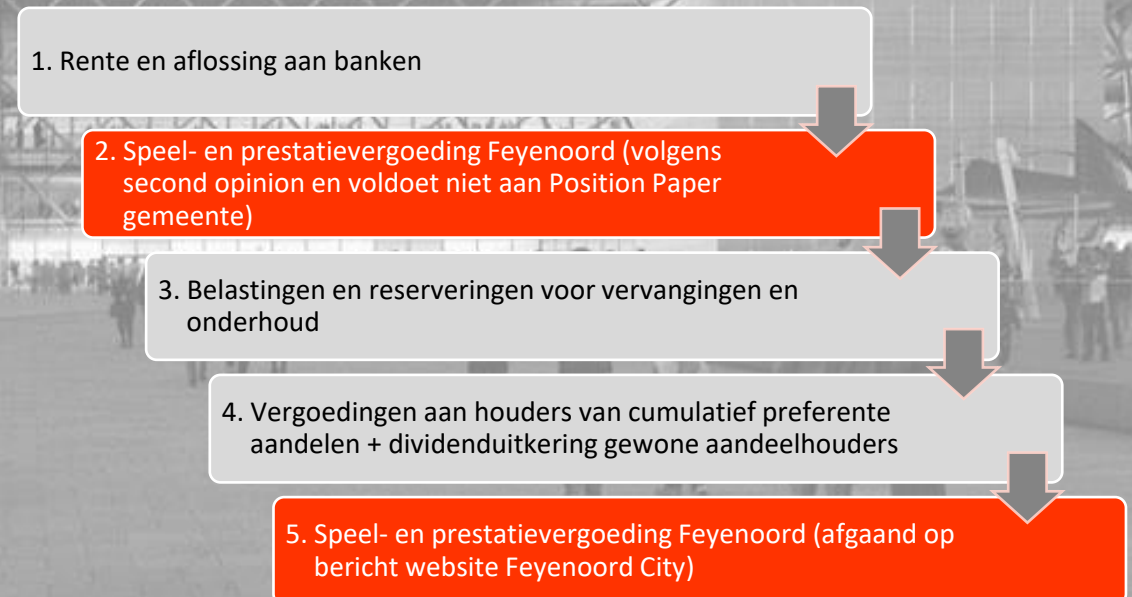 1. Rente en aflossing aan banken
2. Speel- en prestatievergoeding Feyenoord (volgens
second opinion en voldoet niet aan Position Paper
gemeente)
3. Belastingen en reserveringen voor vervangingen en
onderhoud
4. Vergoedingen aan houders van cumulatief preferente
aandelen + dividenduitkering gewone aandeelhouders
5. Speel- en prestatievergoeding Feyenoord (afgaand op
bericht website Feyenoord City)